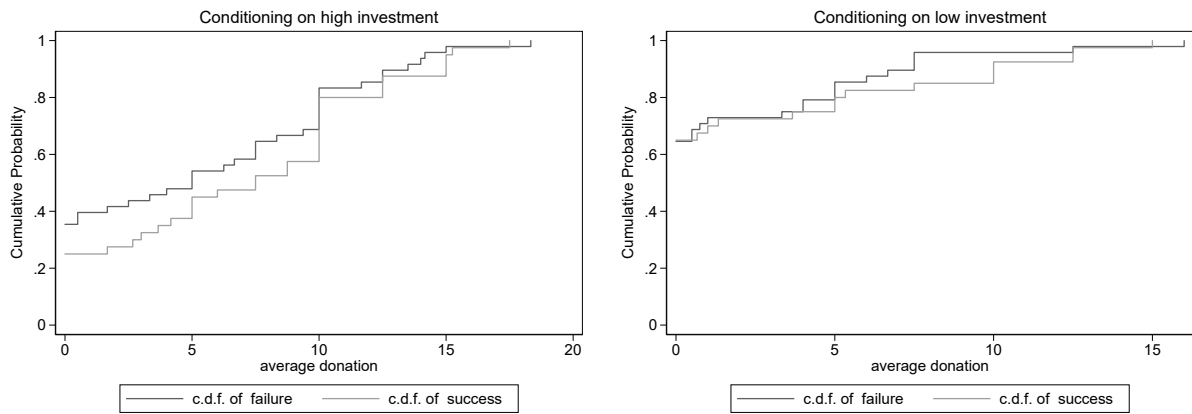 Conditioning on high investment
Cumulative Probability
1
.8
.6
.4
.2
0
0 5 10 15 20
average donation
c.d.f. of failure c.d.f. of success
Conditioning on low investment
Cumulative Probability
1
.8
.6
.4
.2
0
0 5 10 15
average donation
c.d.f. of failure c.d.f. of success